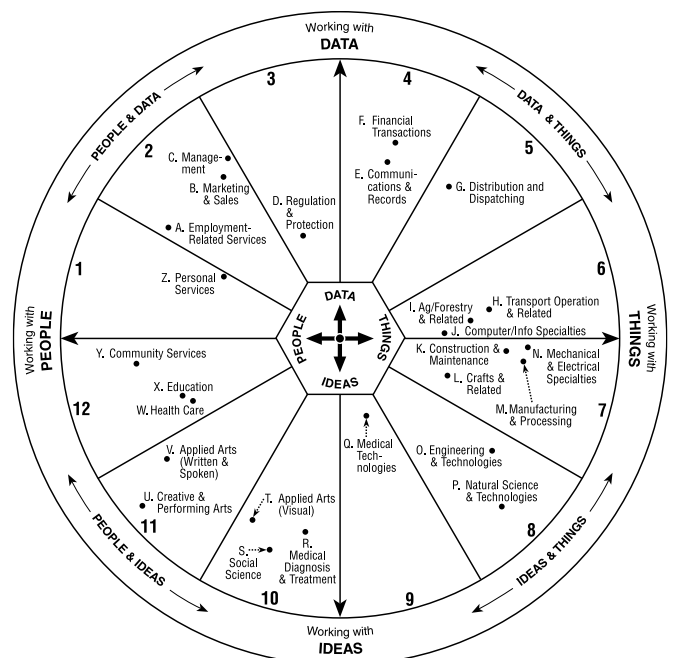 Working with
DATA
PEOPLE & DATA
DATA & THINGS
3
4
2
5
1
6
12
7
11
8
10
9
F. Financial
Transactions
E. Communi-
cations &
Records
C. Manage-
ment
B. Marketing
& Sales
D. Regulation
&
Protection
G. Distribution and
Dispatching
A. Employment-
Related Services
Z. Personal
Services
H. Transport Operation
& Related
I. Ag/Forestry
& Related
J. Computer/Info Specialties
DATA
PEOPLE
THINGS
IDEAS
Working with
PEOPLE
Working with
THINGS
Y. Community Services
X. Education
W. Health Care
K. Construction &
Maintenance
N. Mechanical
& Electrical
Specialties
L. Crafts &
Related
M. Manufacturing
& Processing
V. Applied Arts
(Written &
Spoken)
U. Creative &
Performing Arts
Q. Medical
Tech-
nologies
O. Engineering
& Technologies
P. Natural Science
& Technologies
T. Applied Arts
(Visual)
S.
Social
Science
R.
Medical
Diagnosis
& Treatment
PEOPLE & IDEAS
IDEAS & THINGS
Working with
IDEAS